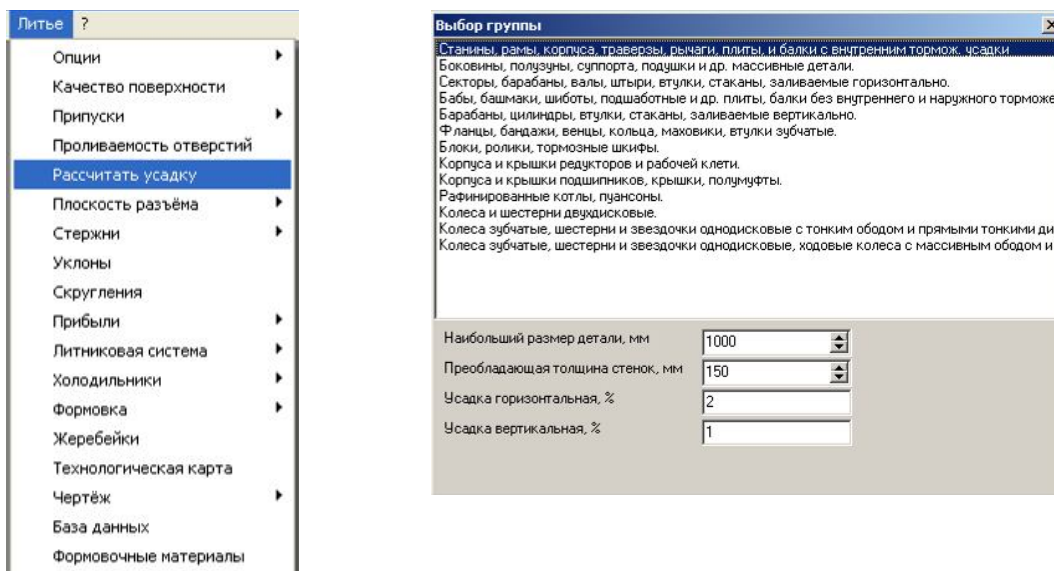 Литье ?
Опции
Качество поверхности
Припуски
Проливаемость отверстий
Рассчитать усадку
Плоскость разъёма
Стержни
Уклоны
Скругления
Прибыли
Литниковая система
Холодильники
Формовка
Жеребейки
Технологическая карта
Чертёж
База данных
Формовочные материалы
Выбор группы
Станины, рамы, корпуса, траверзы, рычаги, плиты, и балки с внутренним тормож. усадки
Боковины, ползуны, суппорта, подушки и др. массивные детали.
Секторы, барабаны, валы, штыри, втулки, стаканы, заливаемые горизонтально.
Бабы, башмаки, шиботы, подшаботные и др. плиты, балки без внутреннего и наружного торможе
Барабаны, цилиндры, втулки, стаканы, заливаемые вертикально.
Фланцы, бандажи, венцы, кольца, маховики, втулки зубчатые.
Блоки, ролики, тормозные шкифы.
Корпуса и крышки редукторов и рабочей клети.
Корпуса и крышки подшипников, крышки, полумуфты.
Рафинированные котлы, пуансоны.
Колеса и шестерни двухдисковые.
Колеса зубчатые, шестерни и звездочки однодисковые с тонким ободом и прямыми тонкими ди
Колеса зубчатые, шестерни и звездочки однодисковые, ходовые колеса с массивным ободом и
Наибольший размер детали, мм 1000
Преобладающая толщина стенок, мм 150
Усадка горизонтальная, % 2
Усадка вертикальная, % 1